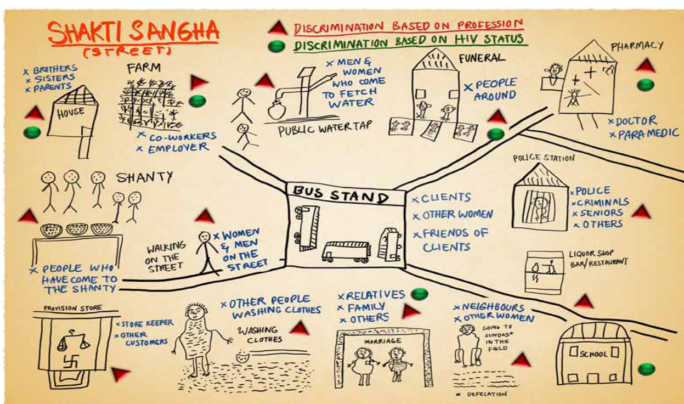 SHAKTI SANGHA
(STREET)
DISCRIMINATION BASED ON PROFESSION
DISCRIMINATION BASED ON HIV STATUS
x BROTHERS
x SISTERS
x PARENTS
HOUSE
FARM
x CO-WORKERS
x EMPLOYER
x MEN &
WOMEN
WHO COME
TO FETCH
WATER
PUBLIC WATER TAP
FUNERAL
x PEOPLE
AROUND
PHARMACY
x DOCTOR
x PARAMEDIC
SHANTY
x PEOPLE WHO
HAVE COME TO
THE SHANTY
WALKING
ON THE
STREET
x WOMEN
& MEN
ON THE
STREET
BUS STAND
x CLIENTS
x OTHER WOMEN
x FRIENDS OF
CLIENTS
POLICE STATION
x POLICE
x CRIMINALS
x SENIORS
x OTHERS
LIQUOR SHOP
BAR/RESTAURANT
PROVISION STORE
x STORE KEEPER
x OTHER
CUSTOMERS
x OTHER PEOPLE
WASHING CLOTHES
WASHING
CLOTHES
x RELATIVES
x FAMILY
x OTHERS
MARRIAGE
x NEIGHBOURS
x OTHER WOMEN
GOING TO
SUNDAS*
IN THE
FIELD
* DEFECATION
SCHOOL